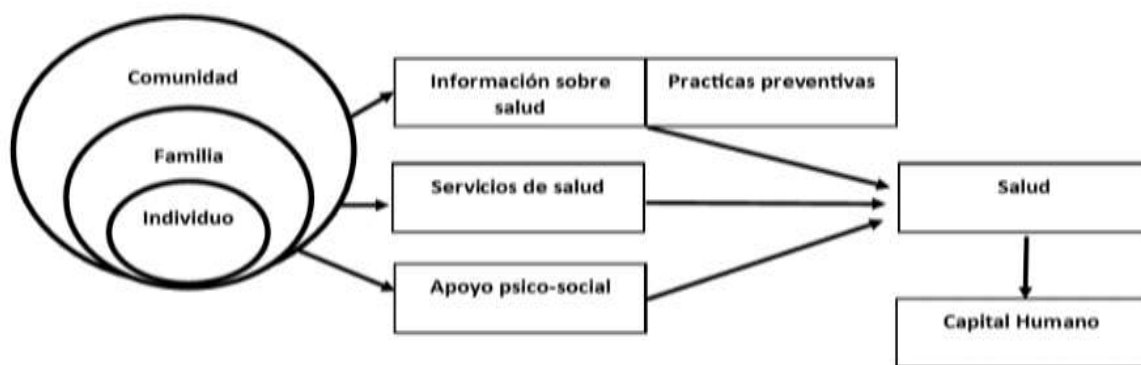 Comunidad
Familia
Individuo
Información sobre
salud
Practicas preventivas
Servicios de salud
Apoyo psico-social
Salud
Capital Humano